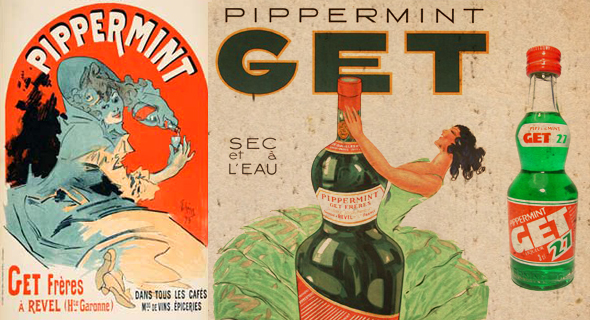 PIPPERMINT
GET Frères
À REVEL (Hte Garonne)
DANS TOUS LES CAFÉS
Mons DE VINS, ÉPICERIES
PIPPERMINT
GET
SEC
et à
L'EAU
PIPPERMINT
GET FRÈRES
REVEL
PIPPERMINT
GET 27
PIPPERMINT
GET
27